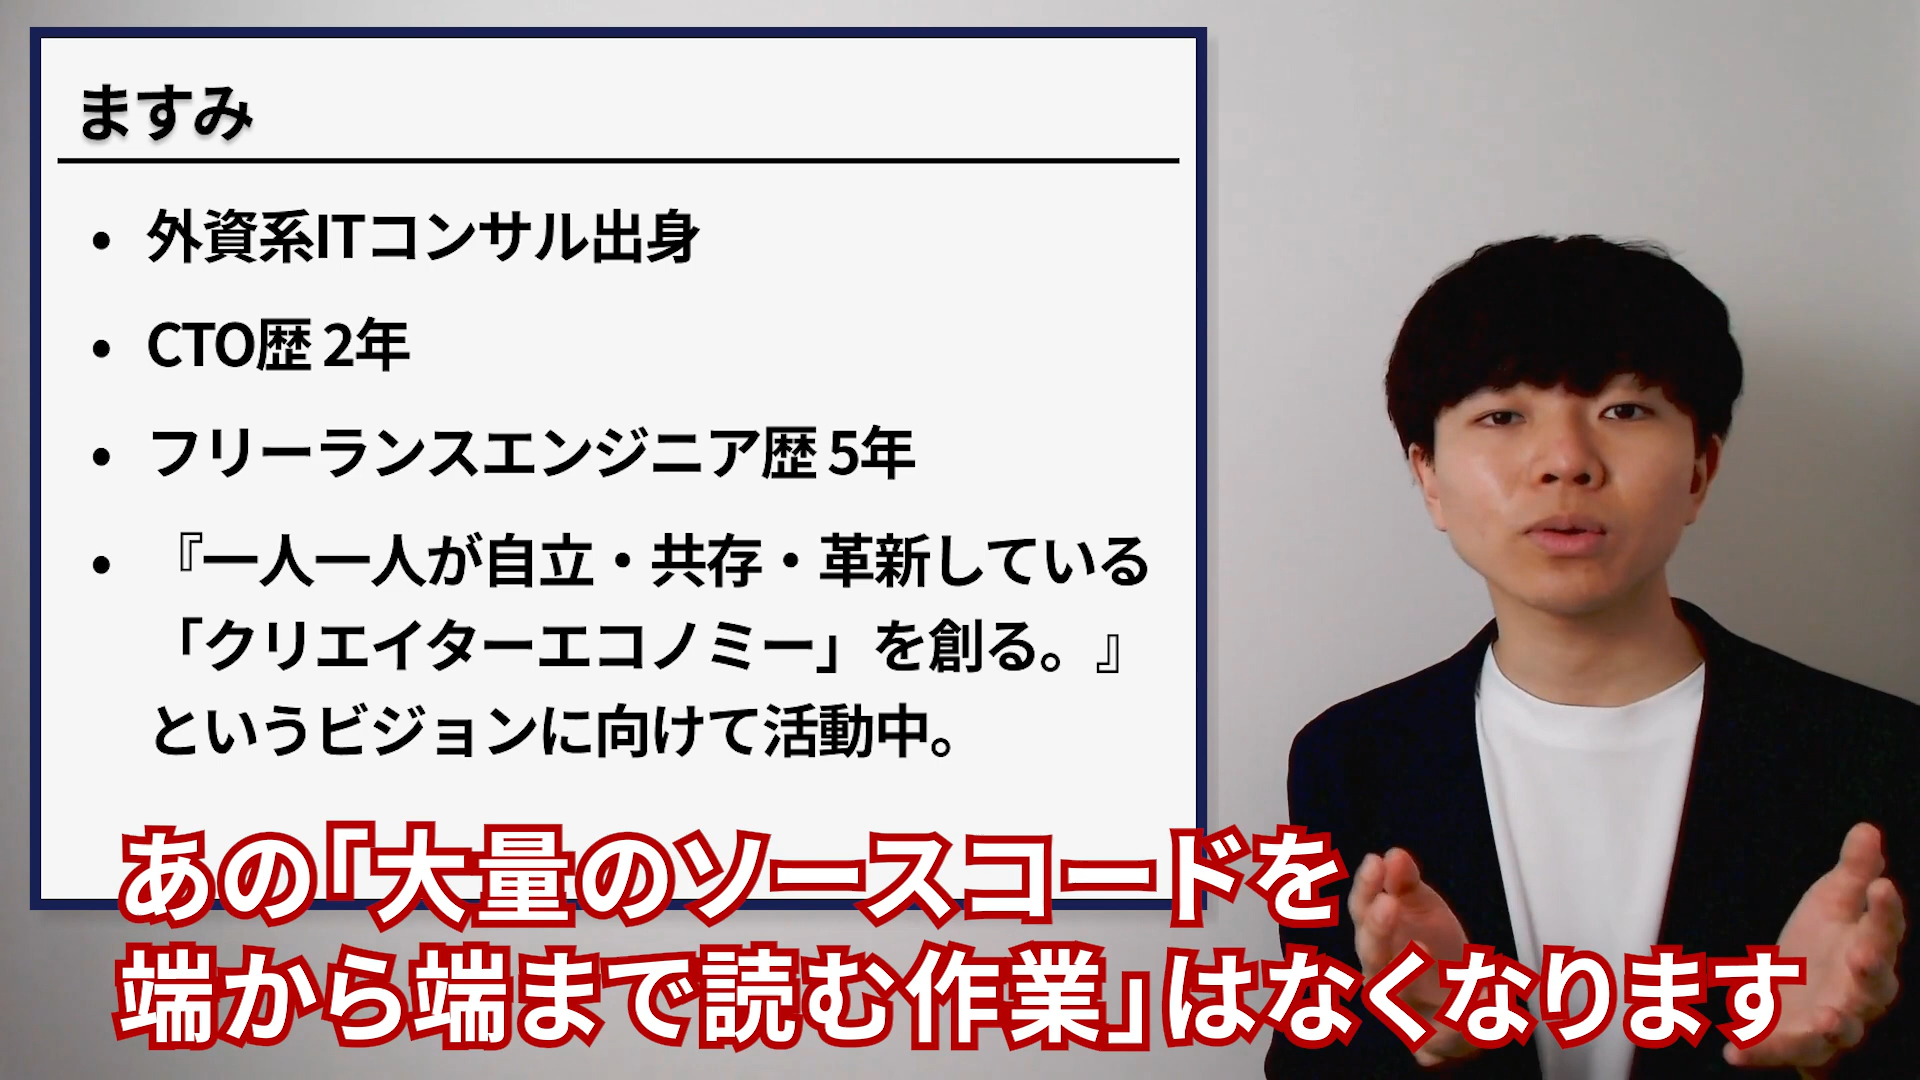 ますみ
• 外資系ITコンサル出身
• CTO歴 2年
• フリーランスエンジニア歴 5年
• 『一人一人が自立・共存・革新している
「クリエイターエコノミー」を創る。』
というビジョンに向けて活動中。
あの「大量のソースコードを
端から端まで読む作業」はなくなります